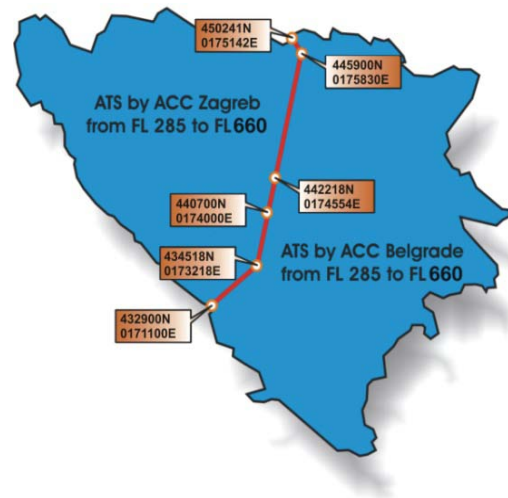 450241N
0175142E
445900N
0175830E
ATS by ACC Zagreb
from FL 285 to FL660
442218N
0174554E
440700N
0174000E
434518N
0173218E
ATS by ACC Belgrade
from FL 285 to FL660
432900N
0171100E